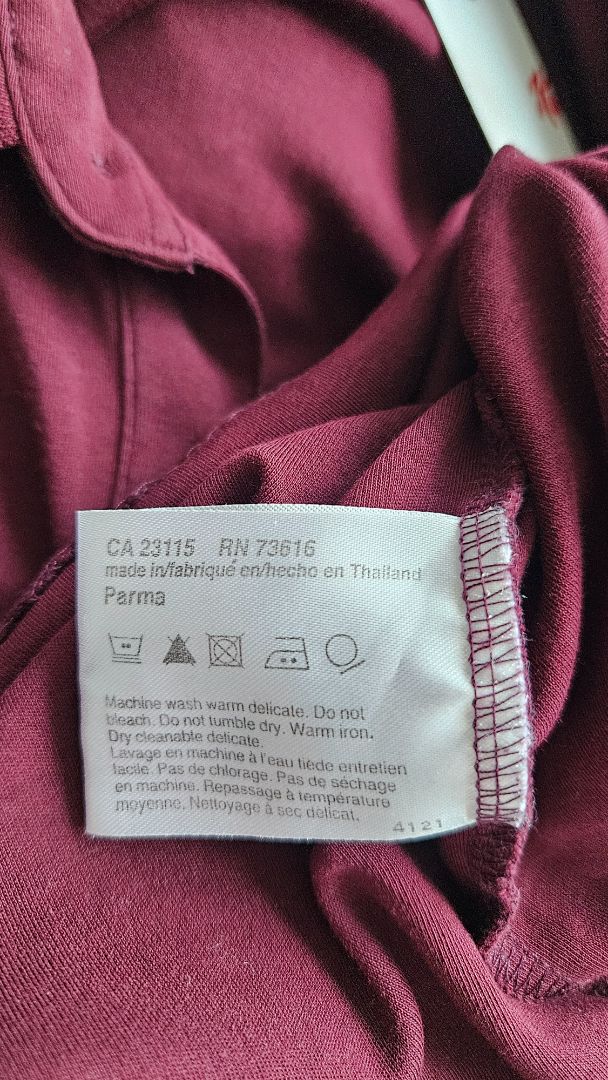 CA 23115 RN 73616
made in/fabriqué en/hecho en Thailand
Parma
Machine wash warm delicate. Do not
bleach. Do not tumble dry. Warm iron.
Dry cleanable delicate.
Lavage en machine à l'eau tiède entretien
facile. Pas de chlorage. Pas de séchage
en machine. Repassage à température
moyenne. Nettoyage à sec délicat.
4121